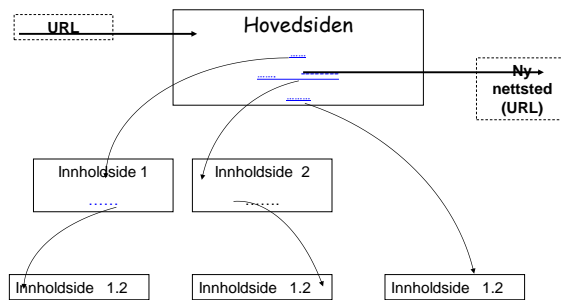 URL
Hovedsiden
......
.......
.........
Ny
nettsted
(URL)
Innholdside 1
......
Innholdside 2
.......
Innholdside 1.2
Innholdside 1.2
Innholdside 1.2